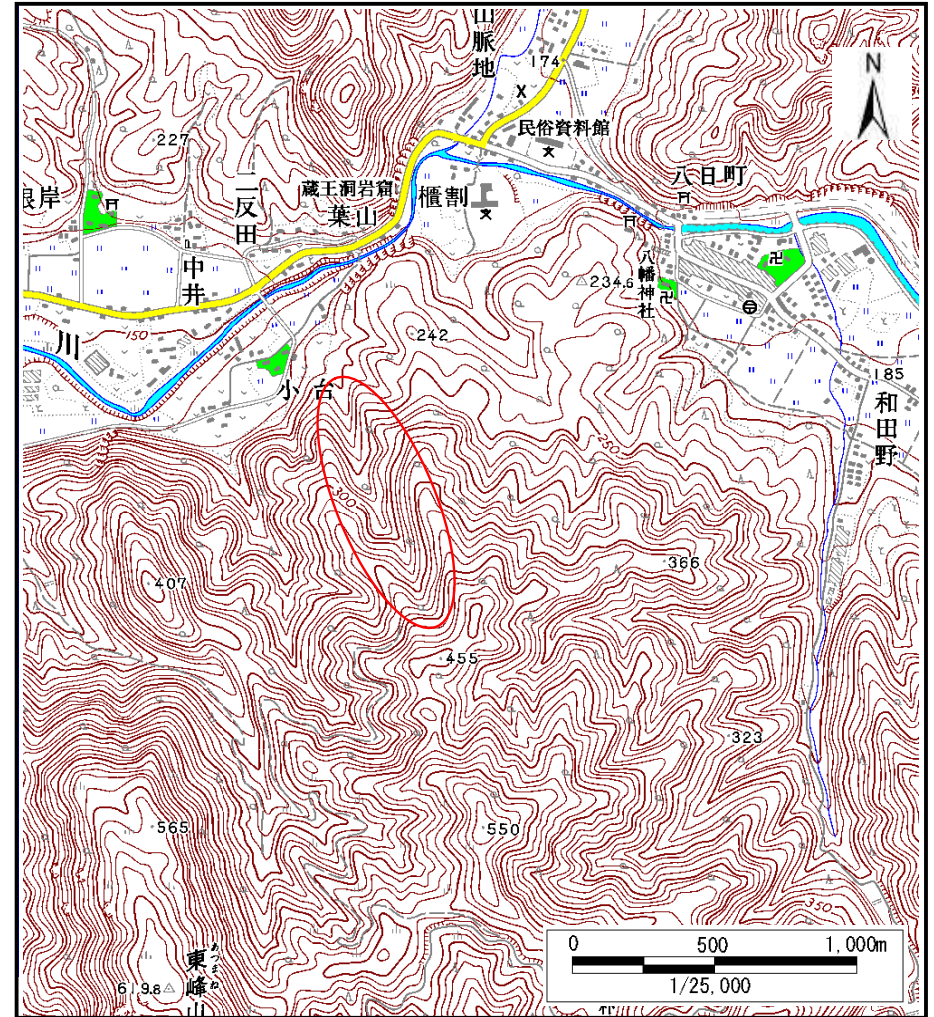 山脈地
174
N
民俗資料館
227
八日町
蔵王洞岩窟
櫃割
根岸
二反田
葉山
中井
八幡神社
234.6
川
150
242
185
小台
和田野
250
300
366
407
455
323
565
550
350
あづまね
東峰山
619.8
0 500 1,000m
1/25,000